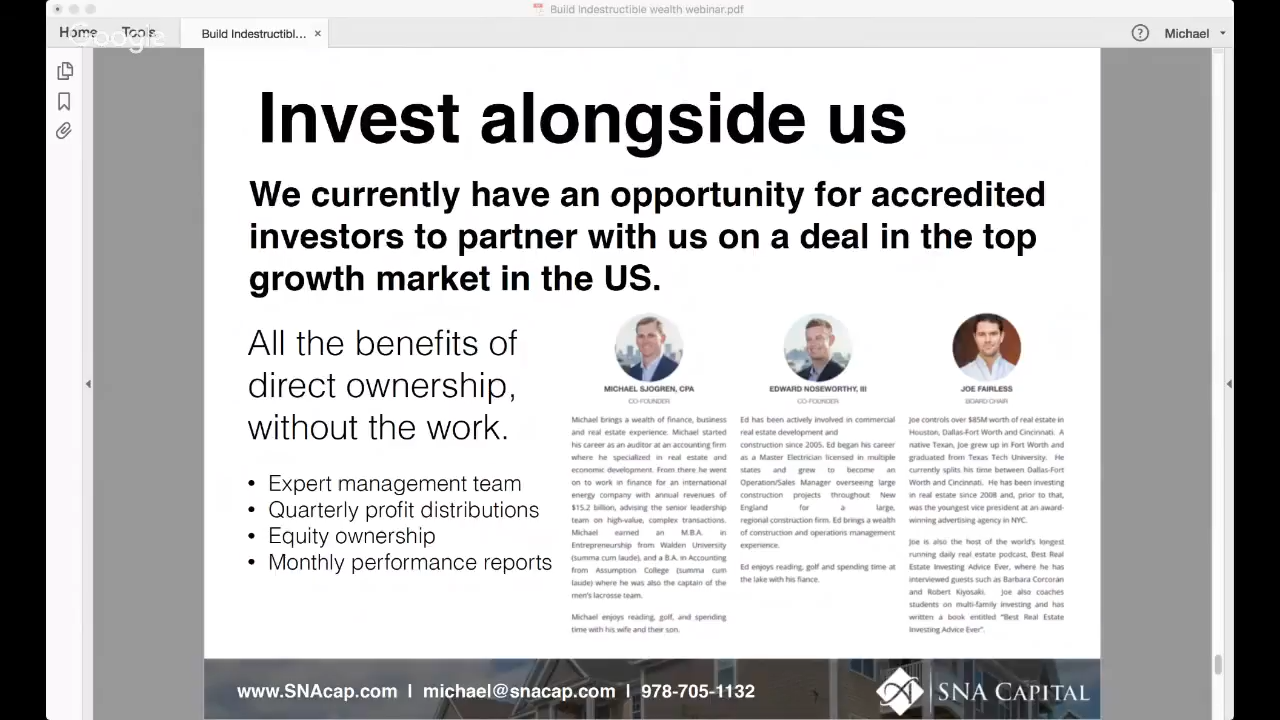 Build Indestructible wealth webinar.pdf
Home
Tools
Google
Build Indestructibl...
×
?
Michael
Invest alongside us
We currently have an opportunity for accredited
investors to partner with us on a deal in the top
growth market in the US.
All the benefits of
direct ownership,
without the work.
• Expert management team
• Quarterly profit distributions
• Equity ownership
• Monthly performance reports
MICHAEL SJOGREN, CPA
CO-FOUNDER
Michael brings a wealth of finance, business
and real estate experience. Michael started
his career as an auditor at an accounting firm
where he specialized in real estate and
economic development. From there he went
on to work in finance for an international
energy company with annual revenues of
$15.2 billion, advising the senior leadership
team on high-value, complex transactions.
Michael earned an M.B.A. in
Entrepreneurship from Walden University
(summa cum laude), and a B.A. in Accounting
from Assumption College (summa cum
laude) where he was also the captain of the
men's lacrosse team.
Michael enjoys reading, golf, and spending
time with his wife and their son.
EDWARD NOSEWORTHY, III
CO-FOUNDER
Ed has been actively involved in commercial
real estate development and
construction since 2005. Ed began his career
as a Master Electrician licensed in multiple
states and grew to become an
Operation/Sales Manager overseeing large
construction projects throughout New
England for a large,
regional construction firm. Ed brings a wealth
of construction and operations management
experience.
Ed enjoys reading, golf and spending time at
the lake with his fiance.
JOE FAIRLESS
BOARD CHAIR
Joe controls over $85M worth of real estate in
Houston, Dallas-Fort Worth and Cincinnati. A
native Texan, Joe grew up in Fort Worth and
graduated from Texas Tech University. He
currently splits his time between Dallas-Fort
Worth and Cincinnati. He has been investing
in real estate since 2008 and, prior to that,
was the youngest vice president at an award-
winning advertising agency in NYC.
Joe is also the host of the world's longest
running daily real estate podcast, Best Real
Estate Investing Advice Ever, where he has
interviewed guests such as Barbara Corcoran
and Robert Kiyosaki. Joe also coaches
students on multi-family investing and has
written a book entitled "Best Real Estate
Investing Advice Ever".
www.SNAcap.com | michael@snacap.com | 978-705-1132
SNA CAPITAL